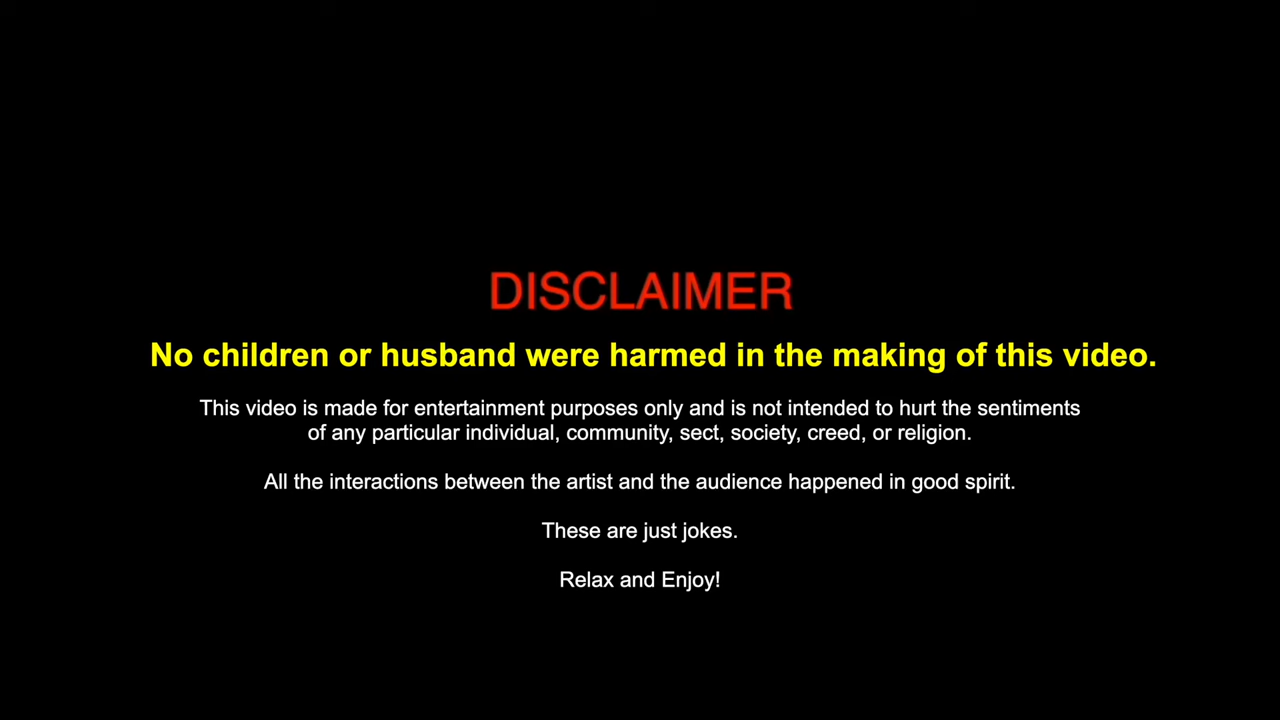 DISCLAIMER
No children or husband were harmed in the making of this video.
This video is made for entertainment purposes only and is not intended to hurt the sentiments
of any particular individual, community, sect, society, creed, or religion.
All the interactions between the artist and the audience happened in good spirit.
These are just jokes.
Relax and Enjoy!